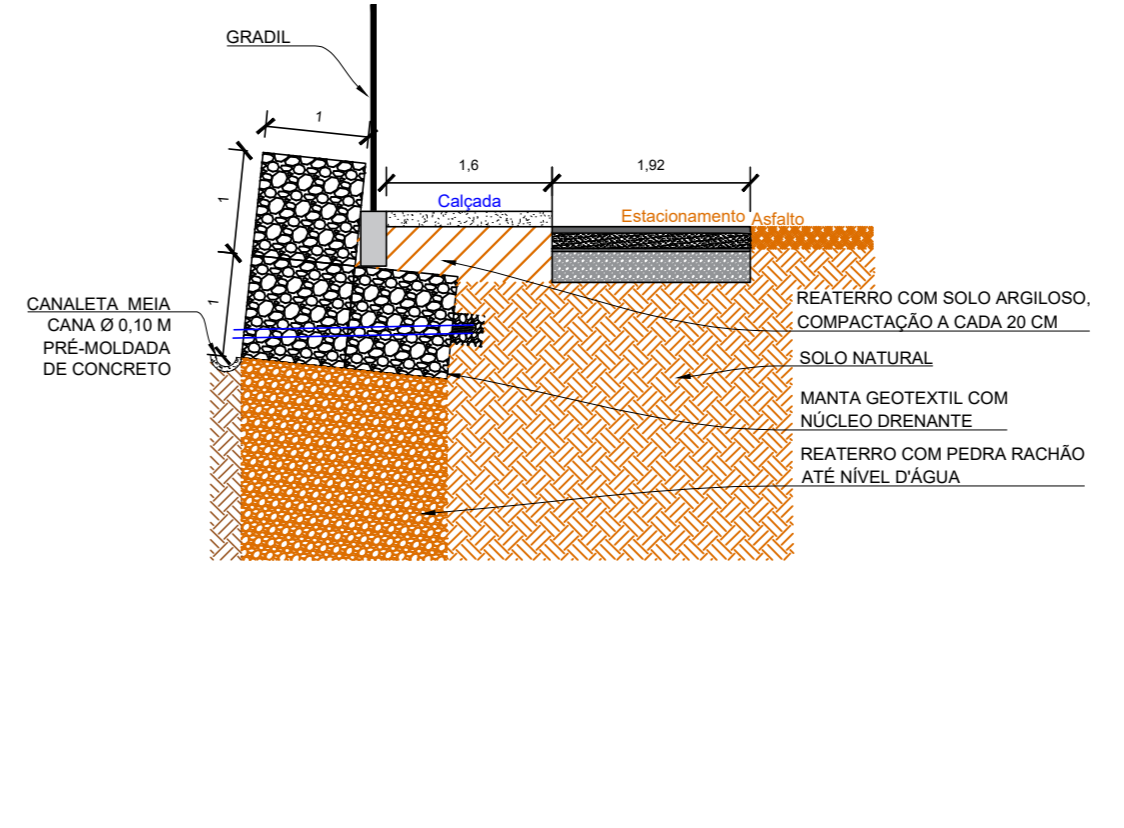 GRADIL
1
1
1
1,6
1,92
Calçada
Estacionamento
Asfalto
CANALETA MEIA
CANA Ø 0,10 M
PRÉ-MOLDADA
DE CONCRETO
REATERRO COM SOLO ARGILOSO,
COMPACTAÇÃO A CADA 20 CM
SOLO NATURAL
MANTA GEOTEXTIL COM
NÚCLEO DRENANTE
REATERRO COM PEDRA RACHÃO
ATÉ NÍVEL D'ÁGUA